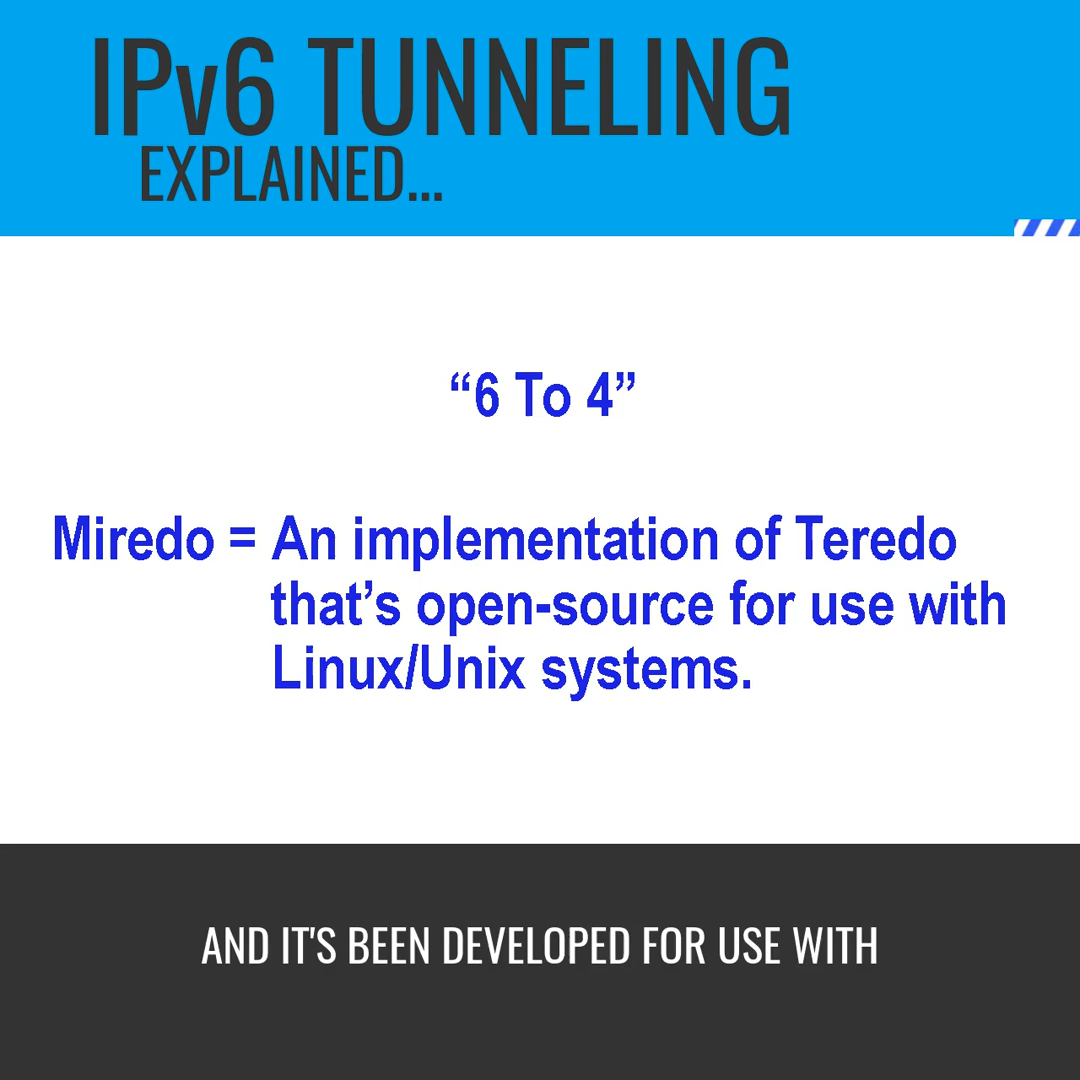 IPv6 TUNNELING
EXPLAINED...
“6 To 4”
Miredo = An implementation of Teredo
that’s open-source for use with
Linux/Unix systems.
AND IT'S BEEN DEVELOPED FOR USE WITH